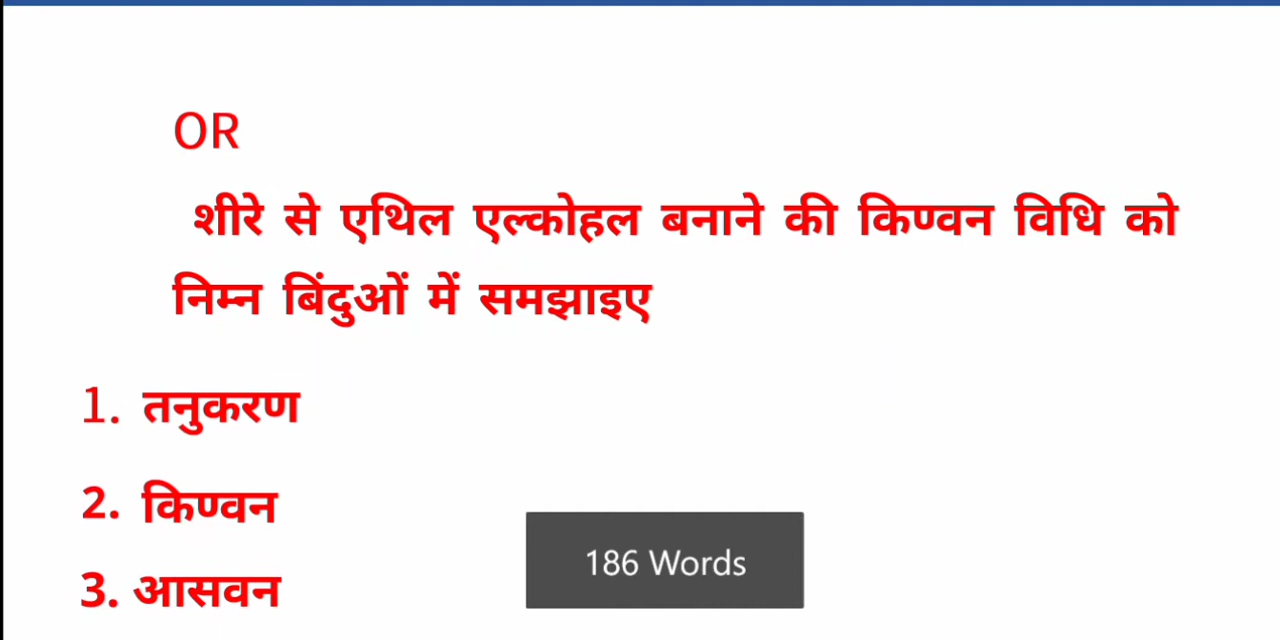 OR
शीरे से एथिल एल्कोहल बनाने की किण्वन विधि को
निम्न बिंदुओं में समझाइए
1. तनुकरण
2. किण्वन
3. आसवन
186 Words